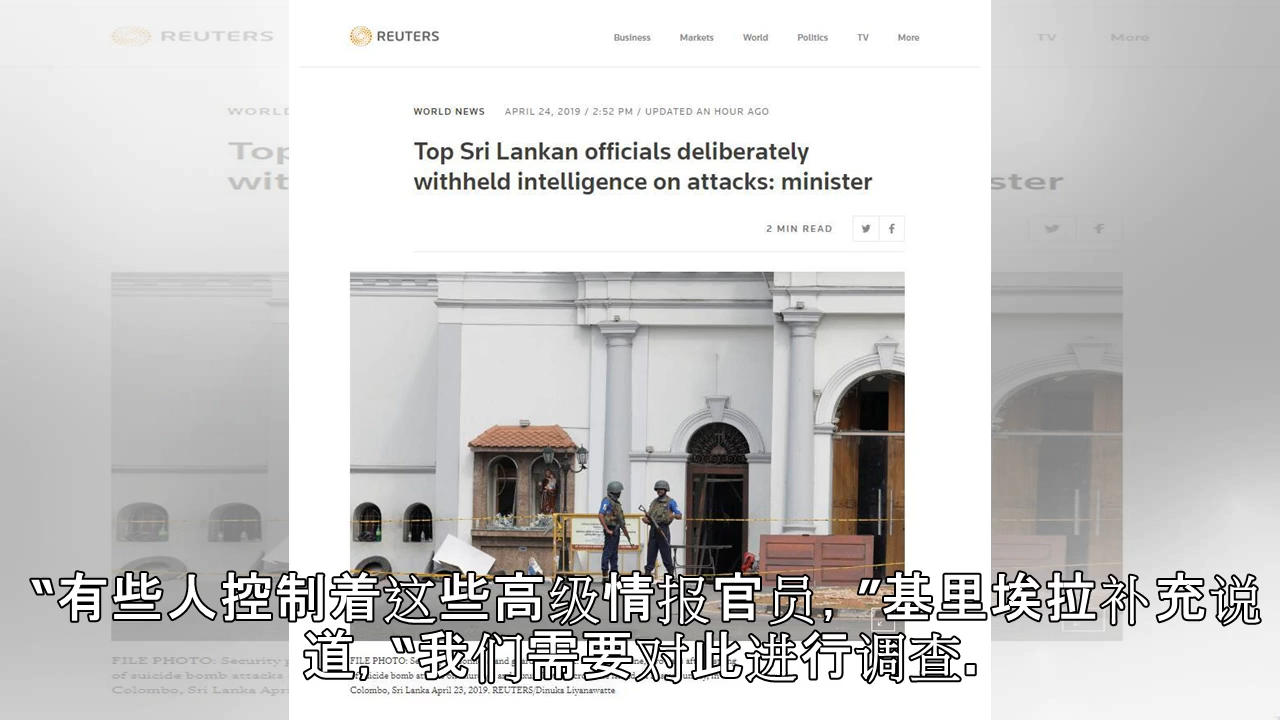 REUTERS
Business Markets World Politics TV More
WORLD NEWS APRIL 24, 2019 / 2:52 PM / UPDATED AN HOUR AGO
Top Sri Lankan officials deliberately
withheld intelligence on attacks: minister
2 MIN READ
“有些人控制着这些高级情报官员, ”基里埃拉补充说
道, “我们需要对此进行调查.
FILE PHOTO:
Colombo, Sri Lanka April 23, 2019. REUTERS/Dinuka Liyanawatte